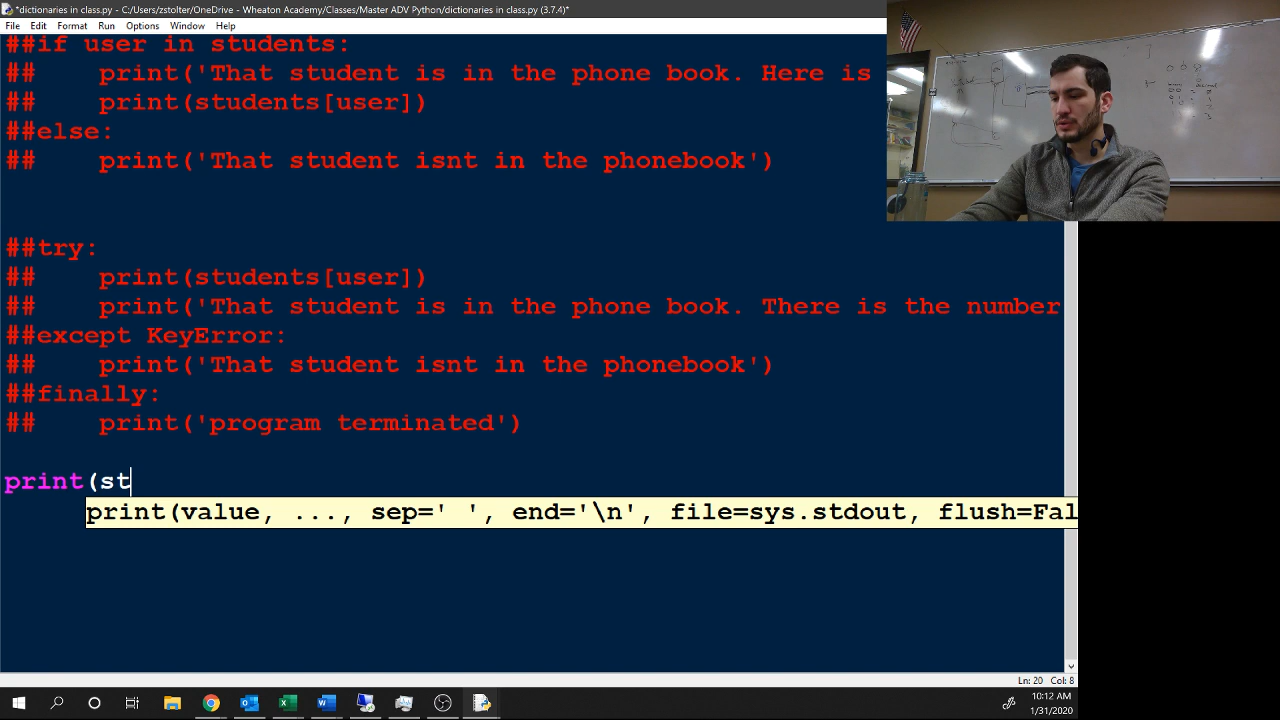 *dictionaries in class.py - C:/Users/zstolter/OneDrive - Wheaton Academy/Classes/Master ADV Python/dictionaries in class.py (3.7.4)*
File Edit Format Run Options Window Help
##if user in students:
##    print('That student is in the phone book. Here is
##    print(students[user])
##else:
##    print('That student isnt in the phonebook')
##try:
##    print(students[user])
##    print('That student is in the phone book. There is the number
##except KeyError:
##    print('That student isnt in the phonebook')
##finally:
##    print('program terminated')
print(st
print(value, ..., sep=' ', end='\n', file=sys.stdout, flush=Fal
Ln: 20 Col: 8
10:12 AM
1/31/2020